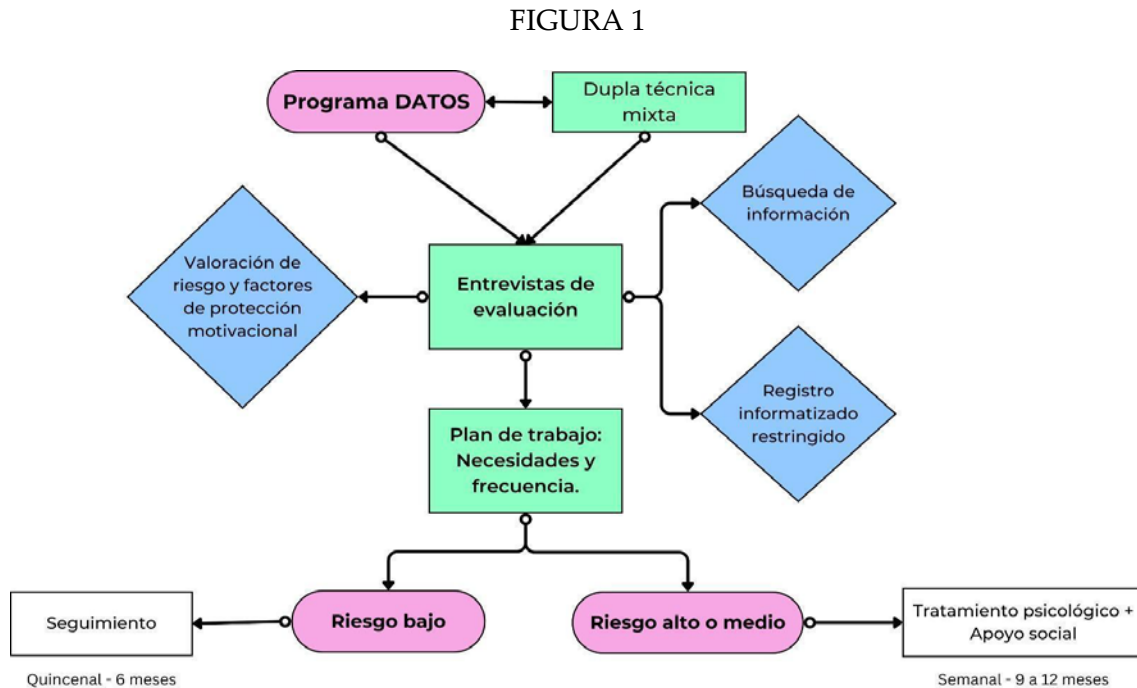 FIGURA 1
Programa DATOS
Dupla técnica
mixta
Búsqueda de
información
Valoración de
riesgo y factores
de protección
motivacional
Entrevistas de
evaluación
Registro
informatizado
restringido
Plan de trabajo:
Necesidades y
frecuencia.
Seguimiento
Riesgo bajo
Riesgo alto o medio
Tratamiento psicológico +
Apoyo social
Quincenal - 6 meses
Semanal - 9 a 12 meses